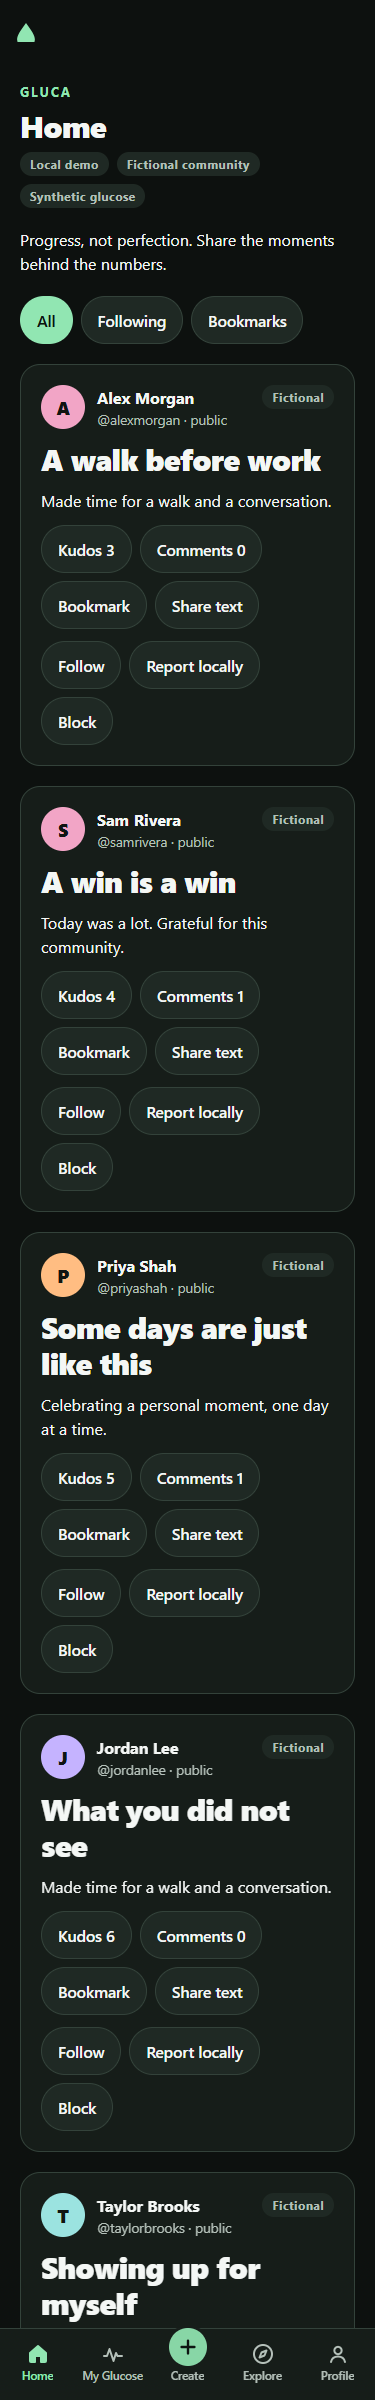 GLUCA
Home
Local demo Fictional community
Synthetic glucose
Progress, not perfection. Share the moments
behind the numbers.
All Following Bookmarks
A Alex Morgan Fictional
@alexmorgan · public
A walk before work
Made time for a walk and a conversation.
Kudos 3 Comments 0
Bookmark Share text
Follow Report locally
Block
S Sam Rivera Fictional
@samrivera · public
A win is a win
Today was a lot. Grateful for this
community.
Kudos 4 Comments 1
Bookmark Share text
Follow Report locally
Block
P Priya Shah Fictional
@priyashah · public
Some days are just
like this
Celebrating a personal moment, one day
at a time.
Kudos 5 Comments 1
Bookmark Share text
Follow Report locally
Block
J Jordan Lee Fictional
@jordanlee · public
What you did not
see
Made time for a walk and a conversation.
Kudos 6 Comments 0
Bookmark Share text
Follow Report locally
Block
T Taylor Brooks Fictional
@taylorbrooks · public
Showing up for
myself
Home My Glucose Create Explore Profile